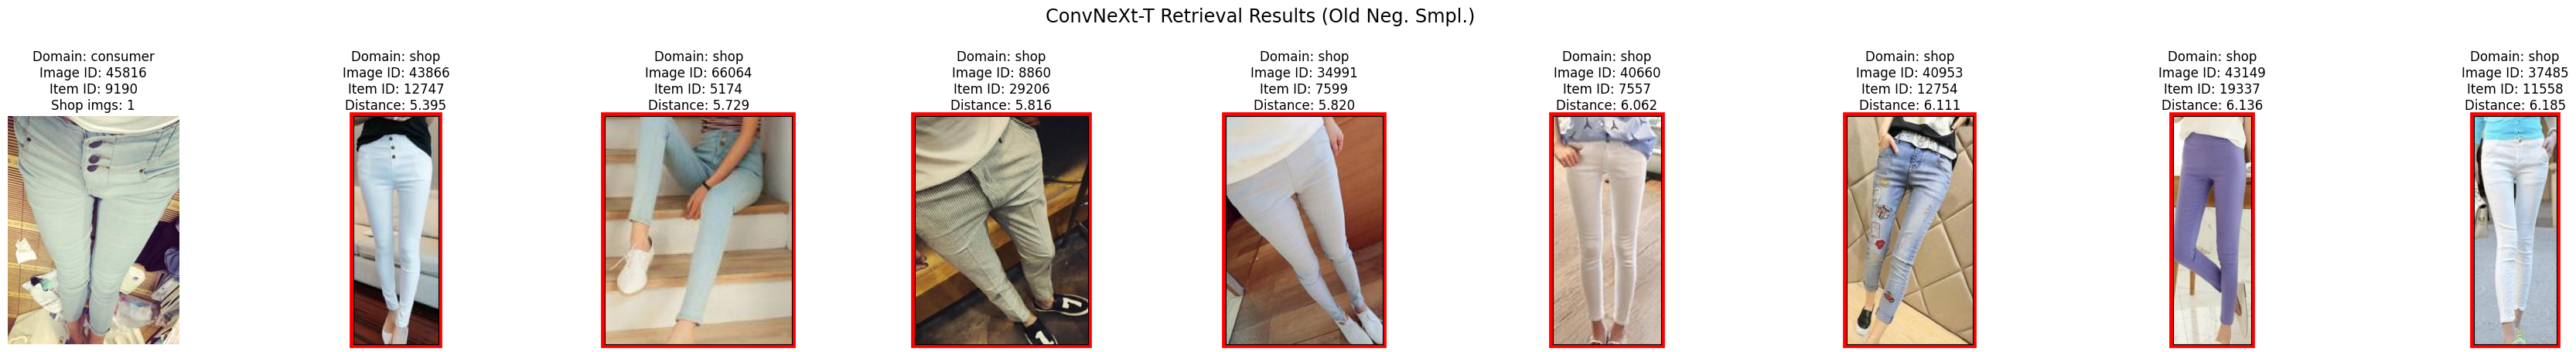 ConvNeXt-T Retrieval Results (Old Neg. Smpl.)
Domain: consumer
Image ID: 45816
Item ID: 9190
Shop imgs: 1
Domain: shop
Image ID: 43866
Item ID: 12747
Distance: 5.395
Domain: shop
Image ID: 66064
Item ID: 5174
Distance: 5.729
Domain: shop
Image ID: 8860
Item ID: 29206
Distance: 5.816
Domain: shop
Image ID: 34991
Item ID: 7599
Distance: 5.820
Domain: shop
Image ID: 40660
Item ID: 7557
Distance: 6.062
Domain: shop
Image ID: 40953
Item ID: 12754
Distance: 6.111
Domain: shop
Image ID: 43149
Item ID: 19337
Distance: 6.136
Domain: shop
Image ID: 37485
Item ID: 11558
Distance: 6.185